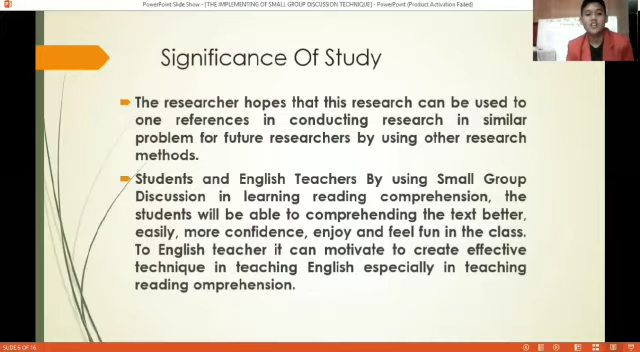 PowerPoint Slide Show - [THE IMPLEMENTING OF SMALL GROUP DISCUSSION TECHNIQUE] - PowerPoint (Product Activation Failed)
Significance Of Study
The researcher hopes that this research can be used to
one references in conducting research in similar
problem for future researchers by using other research
methods.
Students and English Teachers By using Small Group
Discussion in learning reading comprehension, the
students will be able to comprehending the text better,
easily, more confidence, enjoy and feel fun in the class.
To English teacher it can motivate to create effective
technique in teaching English especially in teaching
reading omprehension.
SLIDE 6 OF 16